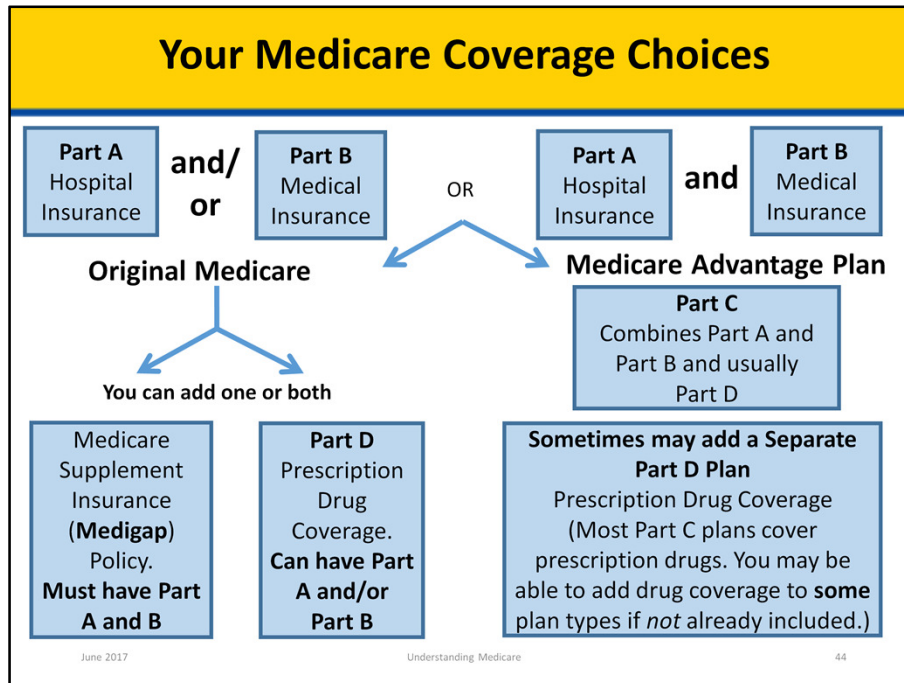 Your Medicare Coverage Choices
Part A
Hospital
Insurance
and/
or
Part B
Medical
Insurance
OR
Part A
Hospital
Insurance
and
Part B
Medical
Insurance
Original Medicare
You can add one or both
Medicare
Supplement
Insurance
(Medigap)
Policy.
Must have Part
A and B
Part D
Prescription
Drug
Coverage.
Can have Part
A and/or
Part B
Medicare Advantage Plan
Part C
Combines Part A and
Part B and usually
Part D
Sometimes may add a Separate
Part D Plan
Prescription Drug Coverage
(Most Part C plans cover
prescription drugs. You may be
able to add drug coverage to some
plan types if not already included.)
June 2017
Understanding Medicare
44